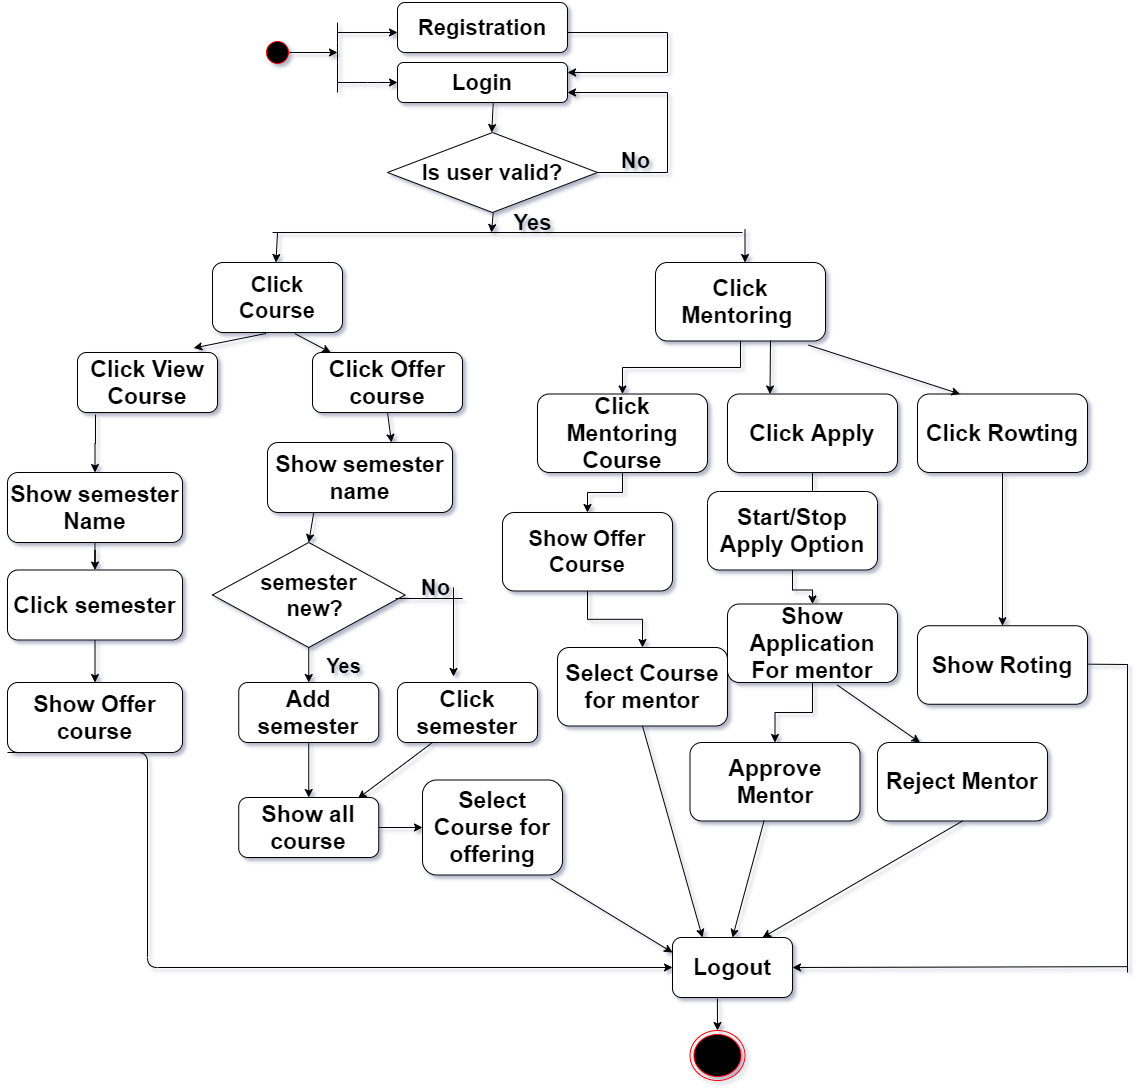 Registration
Login
Is user valid?
No
Yes
Click
Course
Click
Mentoring
Click View
Course
Click Offer
course
Click
Mentoring
Course
Click Apply
Click Rowting
Show semester
Name
Show semester
name
Show Offer
Course
Start/Stop
Apply Option
Click semester
semester
new?
No
Yes
Show
Application
For mentor
Select Course
for mentor
Show Roting
Show Offer
course
Add
semester
Click
semester
Approve
Mentor
Reject Mentor
Show all
course
Select
Course for
offering
Logout